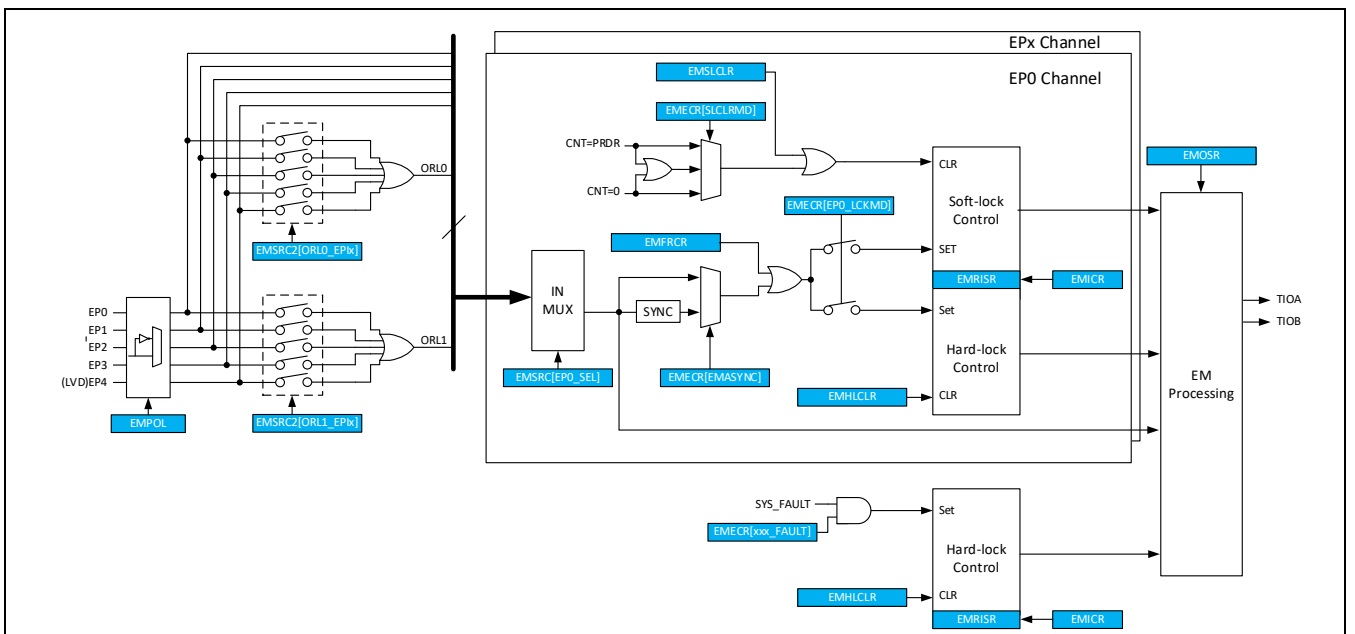 EPx Channel
EP0 Channel
EMSLCLR
EMECR[SLCLRMD]
CNT=PRDR
CNT=0
CLR
EMOSR
ORL0
EMSRC2[ORL0_EPIx]
EMECR[EP0_LCKMD]
Soft-lock
Control
EMFRCR
SET
IN
MUX
SYNC
EMRISR
EMICR
EP0
EP1
'EP2
EP3
(LVD)EP4
Set
TIOA
TIOB
ORL1
Hard-lock
Control
EMSRC[EP0_SEL]
EMECR[EMASYNC]
EM
Processing
EMHLCLR
CLR
EMPOL
EMSRC2[ORL1_EPIx]
SYS_FAULT
Set
EMECR[xxx_FAULT]
Hard-lock
Control
EMHLCLR
CLR
EMRISR
EMICR